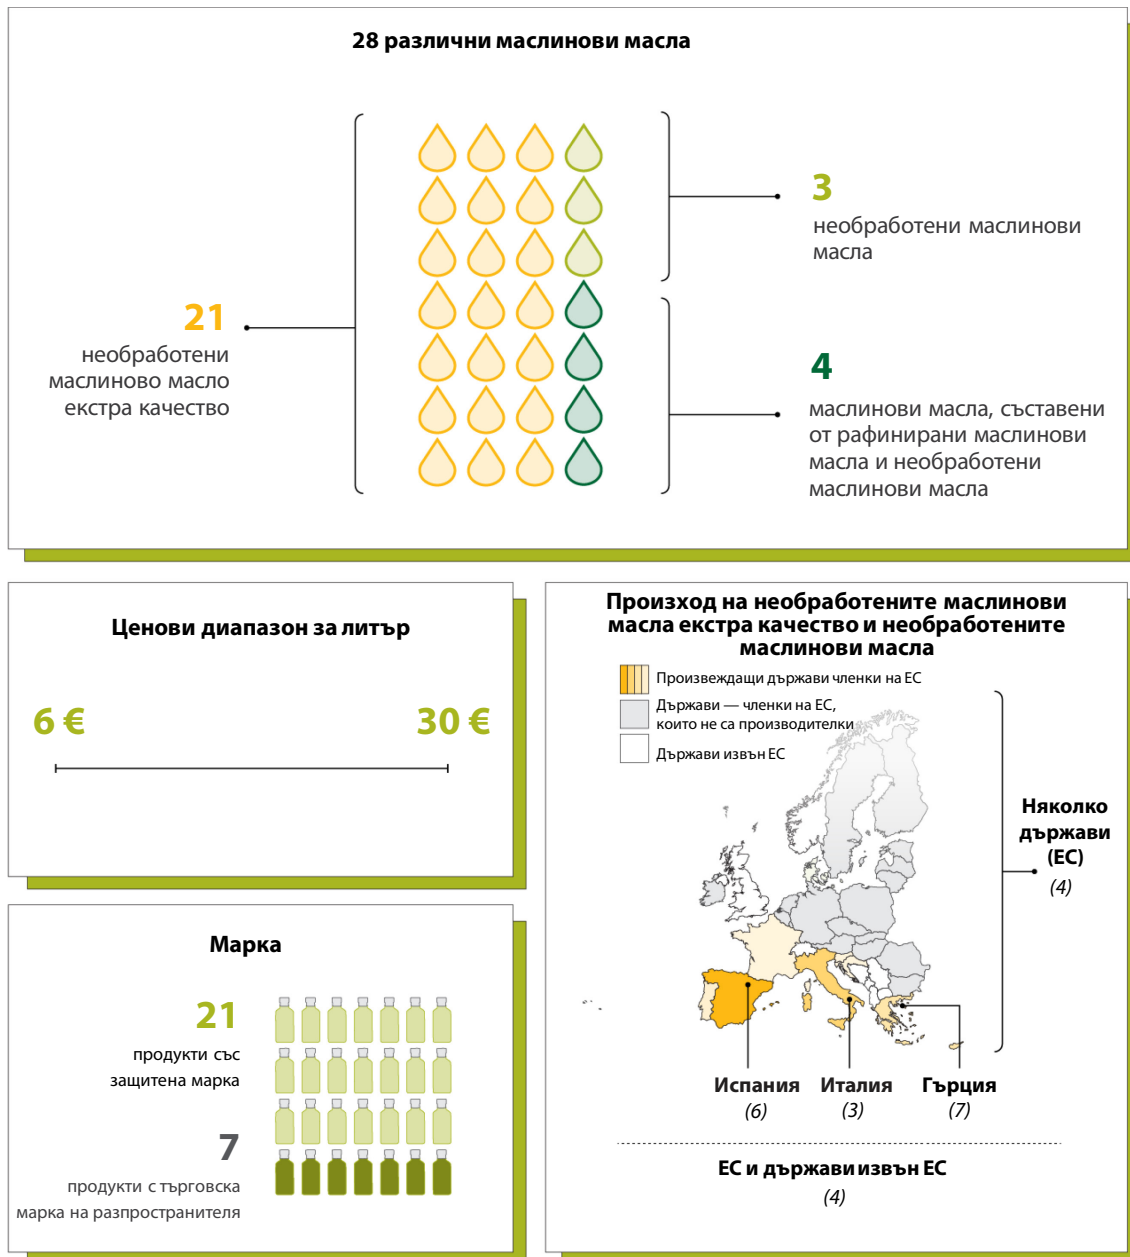 28 различни маслинови масла
21
необработени
маслиново масло
екстра качество
3
необработени маслинови
масла
4
маслинови масла, съставени
от рафинирани маслинови
масла и необработени
маслинови масла
Ценови диапазон за литър
6 €
30 €
Марка
21
продукти със
защитена марка
7
продукти с търговска
марка на разпространителя
Произход на необработените маслинови
масла екстра качество и необработените
маслинови масла
Произвеждащи държави членки на ЕС
Държави — членки на ЕС,
които не са производителки
Държави извън ЕС
Няколко
държави
(ЕС)
(4)
Испания
(6)
Италия
(3)
Гърция
(7)
ЕС и държави извън ЕС
(4)